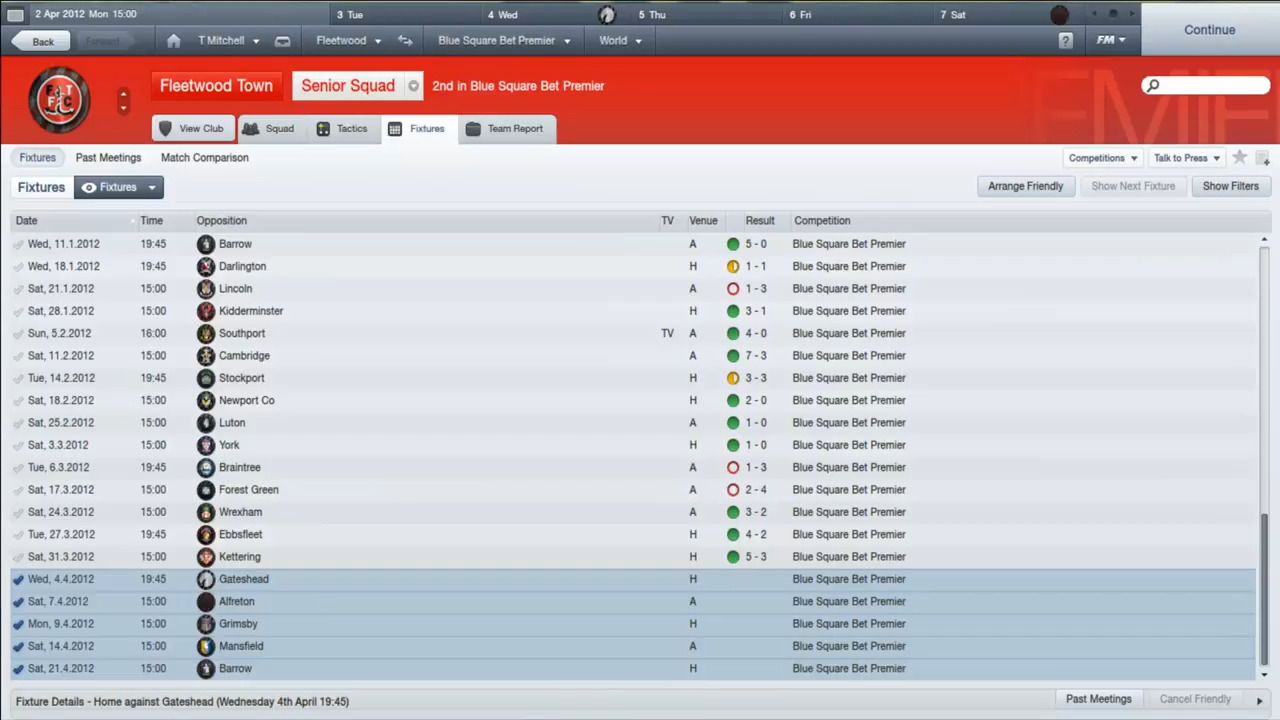 2 Apr 2012 Mon 15:00 3 Tue 4 Wed 5 Thu 6 Fri 7 Sat
Continue
Back Forward T Mitchell Fleetwood Blue Square Bet Premier World ? FM
Fleetwood Town Senior Squad 2nd in Blue Square Bet Premier
View Club Squad Tactics Fixtures Team Report
Fixtures Past Meetings Match Comparison Competitions Talk to Press
Fixtures Fixtures Arrange Friendly Show Next Fixture Show Filters
Date Time Opposition TV Venue Result Competition
Wed, 11.1.2012 19:45 Barrow A 5 - 0 Blue Square Bet Premier
Wed, 18.1.2012 19:45 Darlington H 1 - 1 Blue Square Bet Premier
Sat, 21.1.2012 15:00 Lincoln A 1 - 3 Blue Square Bet Premier
Sat, 28.1.2012 15:00 Kidderminster H 3 - 1 Blue Square Bet Premier
Sun, 5.2.2012 16:00 Southport TV A 4 - 0 Blue Square Bet Premier
Sat, 11.2.2012 15:00 Cambridge A 7 - 3 Blue Square Bet Premier
Tue, 14.2.2012 19:45 Stockport H 3 - 3 Blue Square Bet Premier
Sat, 18.2.2012 15:00 Newport Co H 2 - 0 Blue Square Bet Premier
Sat, 25.2.2012 15:00 Luton A 1 - 0 Blue Square Bet Premier
Sat, 3.3.2012 15:00 York H 1 - 0 Blue Square Bet Premier
Tue, 6.3.2012 19:45 Braintree A 1 - 3 Blue Square Bet Premier
Sat, 17.3.2012 15:00 Forest Green A 2 - 4 Blue Square Bet Premier
Sat, 24.3.2012 15:00 Wrexham A 3 - 2 Blue Square Bet Premier
Tue, 27.3.2012 19:45 Ebbsfleet H 4 - 2 Blue Square Bet Premier
Sat, 31.3.2012 15:00 Kettering H 5 - 3 Blue Square Bet Premier
Wed, 4.4.2012 19:45 Gateshead H Blue Square Bet Premier
Sat, 7.4.2012 15:00 Alfreton A Blue Square Bet Premier
Mon, 9.4.2012 15:00 Grimsby H Blue Square Bet Premier
Sat, 14.4.2012 15:00 Mansfield A Blue Square Bet Premier
Sat, 21.4.2012 15:00 Barrow H Blue Square Bet Premier
Fixture Details - Home against Gateshead (Wednesday 4th April 19:45) Past Meetings Cancel Friendly